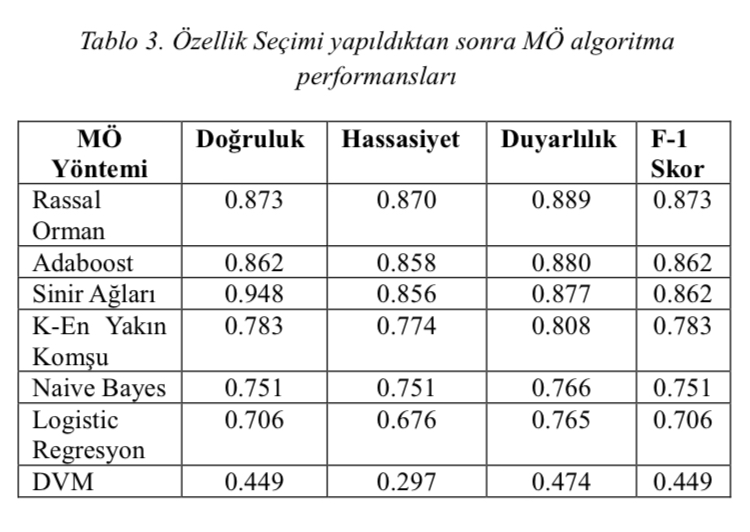 Tablo 3. Özellik Seçimi yapıldıktan sonra MÖ algoritma
performansları
MÖ Yöntemi Doğruluk Hassasiyet Duyarlılık F-1 Skor
Rassal Orman 0.873 0.870 0.889 0.873
Adaboost 0.862 0.858 0.880 0.862
Sinir Ağları 0.948 0.856 0.877 0.862
K-En Yakın Komşu 0.783 0.774 0.808 0.783
Naive Bayes 0.751 0.751 0.766 0.751
Logistic Regresyon 0.706 0.676 0.765 0.706
DVM 0.449 0.297 0.474 0.449